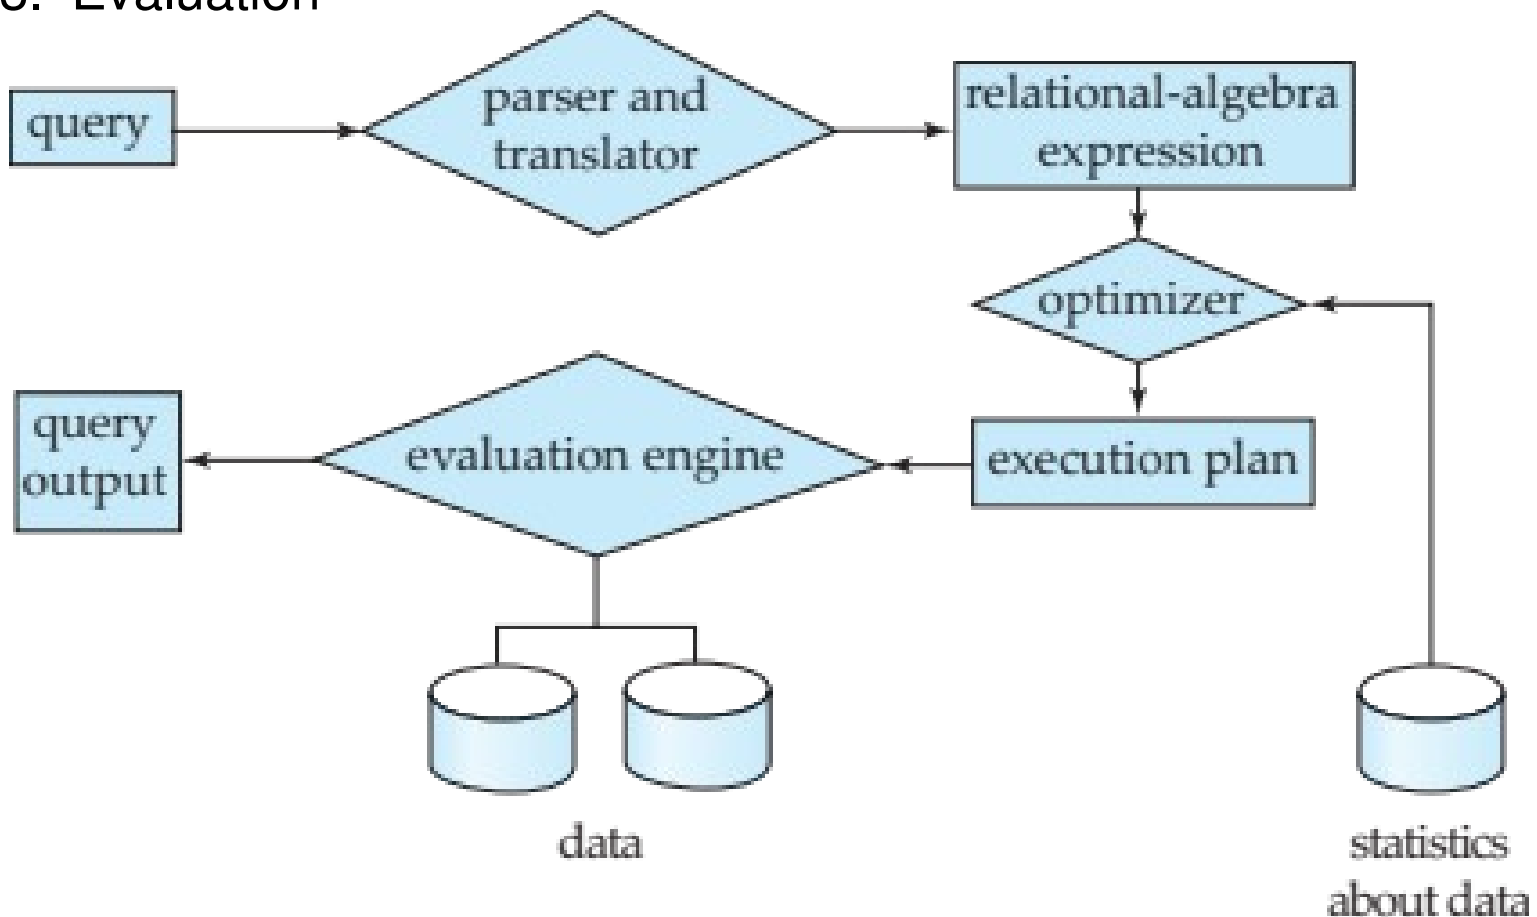 3. Evaluation
query
parser and
translator
relational-algebra
expression
optimizer
query
output
evaluation engine
execution plan
data
statistics
about data